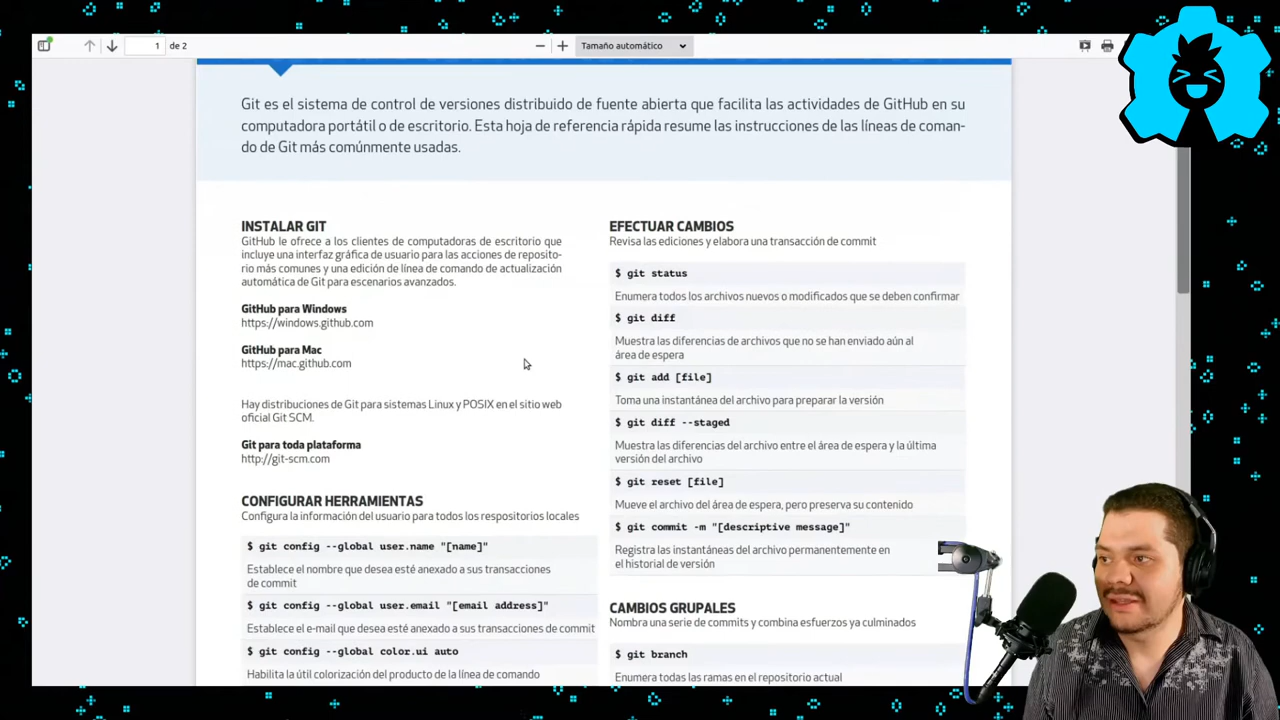 1 de 2
Tamaño automático
Git es el sistema de control de versiones distribuido de fuente abierta que facilita las actividades de GitHub en su
computadora portátil o de escritorio. Esta hoja de referencia rápida resume las instrucciones de las líneas de coman-
do de Git más comúnmente usadas.
INSTALAR GIT
GitHub le ofrece a los clientes de computadoras de escritorio que
incluye una interfaz gráfica de usuario para las acciones de reposito-
rio más comunes y una edición de línea de comando de actualización
automática de Git para escenarios avanzados.
GitHub para Windows
https://windows.github.com
GitHub para Mac
https://mac.github.com
Hay distribuciones de Git para sistemas Linux y POSIX en el sitio web
oficial Git SCM.
Git para toda plataforma
http://git-scm.com
CONFIGURAR HERRAMIENTAS
Configura la información del usuario para todos los respositorios locales
$ git config --global user.name "[name]"
Establece el nombre que desea esté anexado a sus transacciones
de commit
$ git config --global user.email "[email address]"
Establece el e-mail que desea esté anexado a sus transacciones de commit
$ git config --global color.ui auto
Habilita la útil colorización del producto de la línea de comando
EFECTUAR CAMBIOS
Revisa las ediciones y elabora una transacción de commit
$ git status
Enumera todos los archivos nuevos o modificados que se deben confirmar
$ git diff
Muestra las diferencias de archivos que no se han enviado aún al
área de espera
$ git add [file]
Toma una instantánea del archivo para preparar la versión
$ git diff --staged
Muestra las diferencias del archivo entre el área de espera y la última
versión del archivo
$ git reset [file]
Mueve el archivo del área de espera, pero preserva su contenido
$ git commit -m "[descriptive message]"
Registra las instantáneas del archivo permanentemente en
el historial de versión
CAMBIOS GRUPALES
Nombra una serie de commits y combina esfuerzos ya culminados
$ git branch
Enumera todas las ramas en el repositorio actual